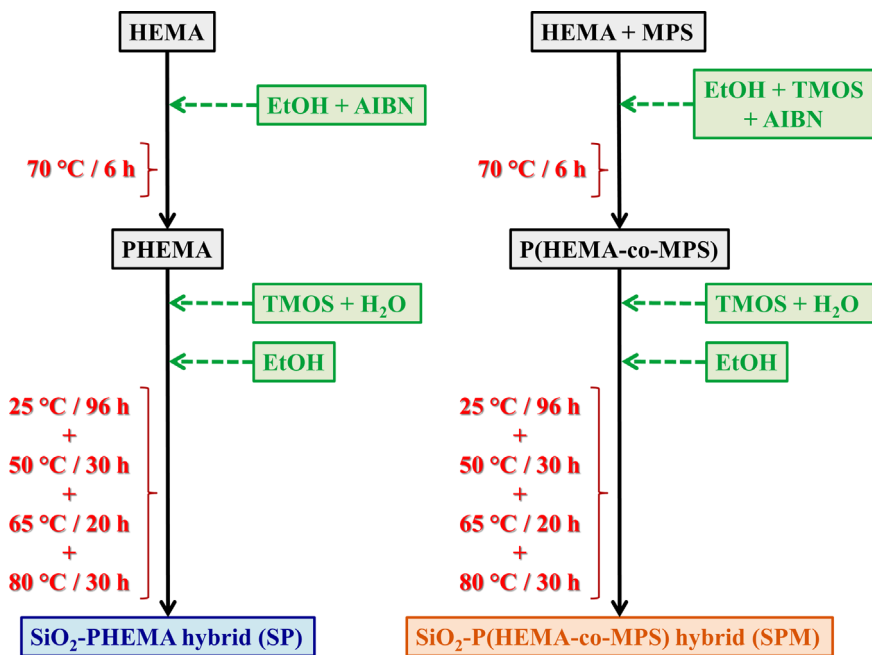 HEMA
EtOH + AIBN
70 °C / 6 h
PHEMA
TMOS + H₂O
EtOH
25 °C / 96 h
+
50 °C / 30 h
+
65 °C / 20 h
+
80 °C / 30 h
SiO₂-PHEMA hybrid (SP)
HEMA + MPS
EtOH + TMOS
+ AIBN
70 °C / 6 h
P(HEMA-co-MPS)
TMOS + H₂O
EtOH
25 °C / 96 h
+
50 °C / 30 h
+
65 °C / 20 h
+
80 °C / 30 h
SiO₂-P(HEMA-co-MPS) hybrid (SPM)